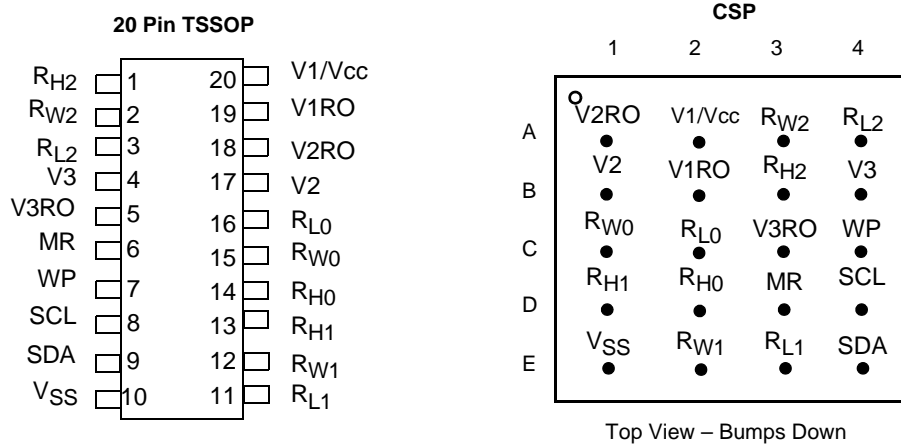 20 Pin TSSOP
RH2 1 20 V1/Vcc
RW2 2 19 V1RO
RL2 3 18 V2RO
V3 4 17 V2
V3RO 5 16 RL0
MR 6 15 RW0
WP 7 14 RH0
SCL 8 13 RH1
SDA 9 12 RW1
VSS 10 11 RL1
CSP
1 2 3 4
V2RO V1/Vcc RW2 RL2
A
V2 V1RO RH2 V3
B
RW0 RL0 V3RO WP
C
RH1 RH0 MR SCL
D
VSS RW1 RL1 SDA
E
Top View – Bumps Down